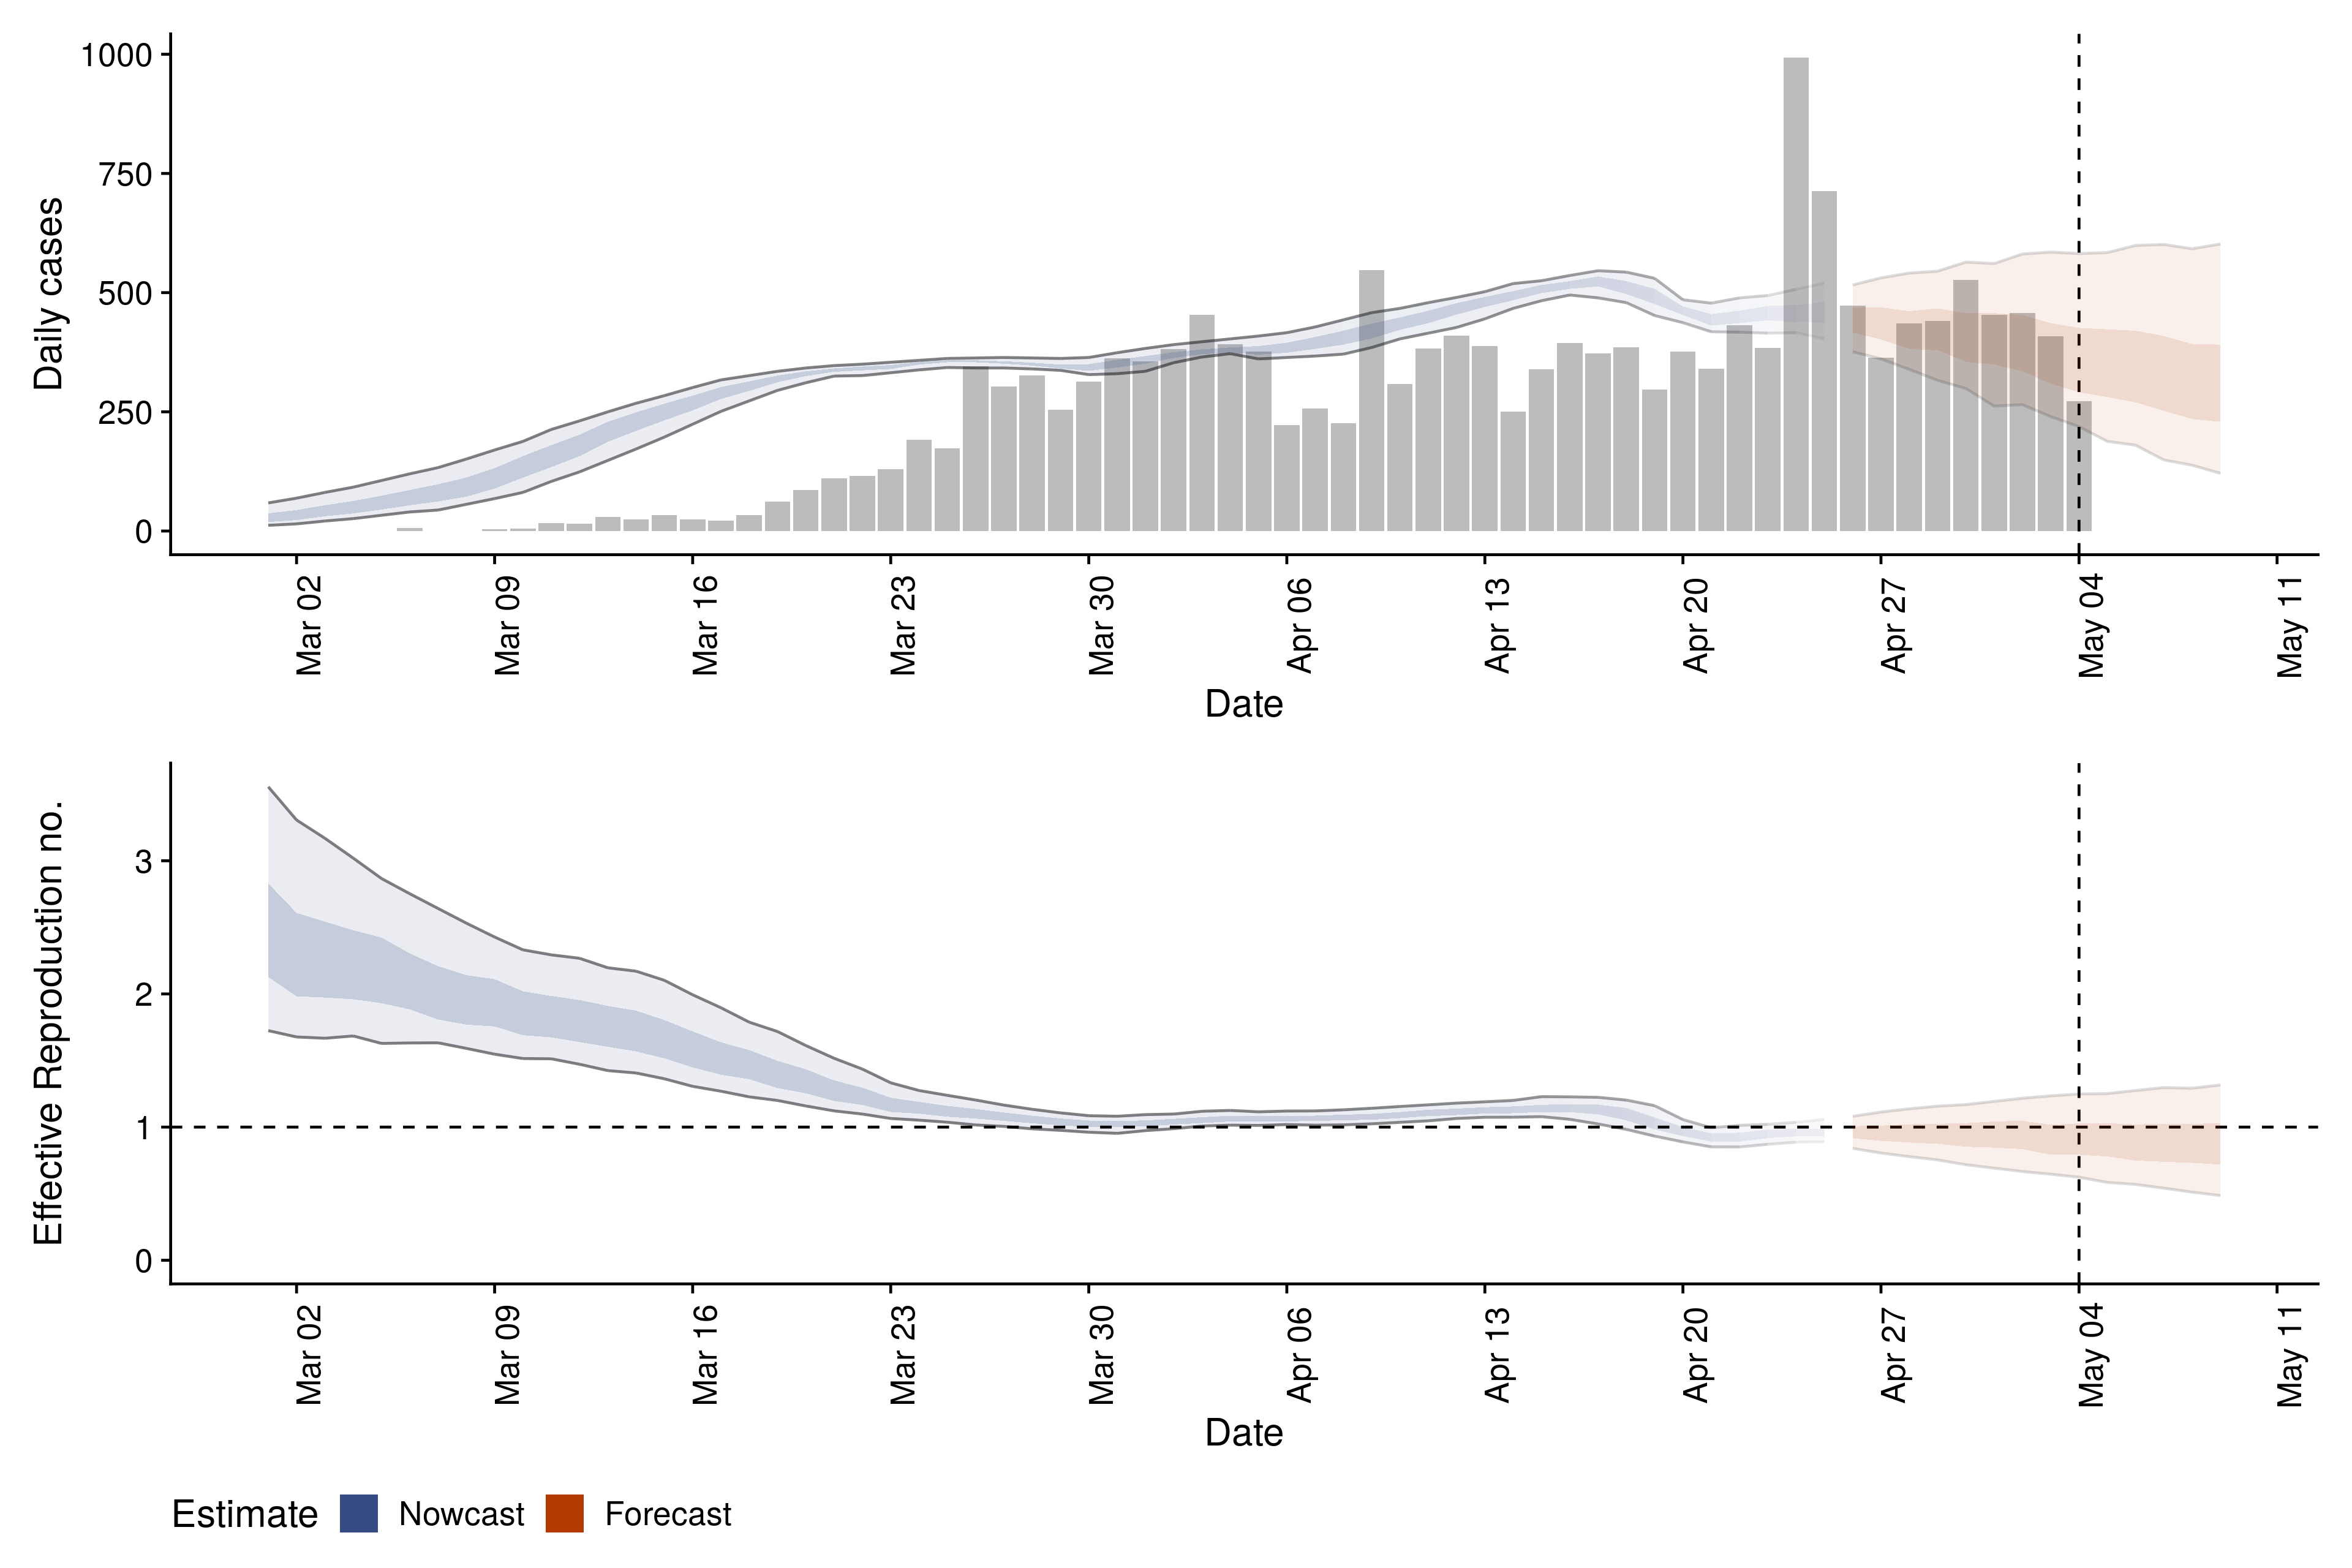 Daily cases
1000
750
500
250
0
Mar 02
Mar 09
Mar 16
Mar 23
Mar 30
Apr 06
Apr 13
Apr 20
Apr 27
May 04
May 11
Date
Effective Reproduction no.
3
2
1
0
Mar 02
Mar 09
Mar 16
Mar 23
Mar 30
Apr 06
Apr 13
Apr 20
Apr 27
May 04
May 11
Date
Estimate Nowcast Forecast